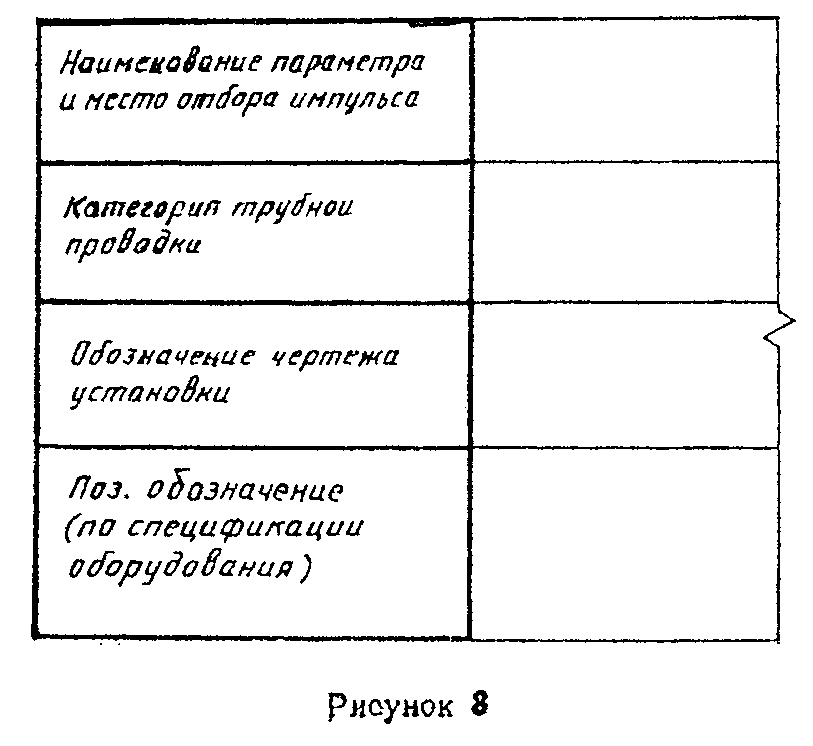 Наименование параметра
и место отбора импульса
Категория трубной
проводки
Обозначение чертежа
установки
Поз. обозначение
(по спецификации
оборудования)
Рисунок 8